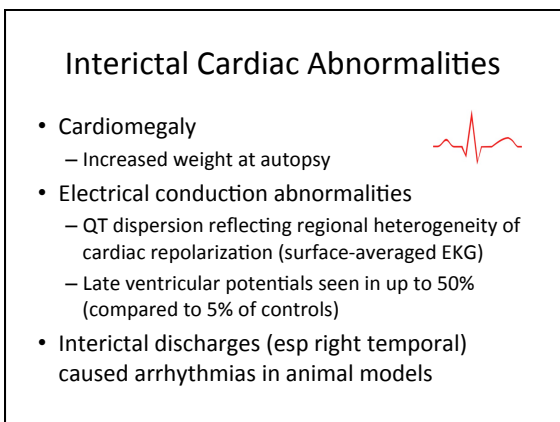 Interictal Cardiac Abnormalities
• Cardiomegaly
– Increased weight at autopsy
• Electrical conduction abnormalities
– QT dispersion reflecting regional heterogeneity of
cardiac repolarization (surface-averaged EKG)
– Late ventricular potentials seen in up to 50%
(compared to 5% of controls)
• Interictal discharges (esp right temporal)
caused arrhythmias in animal models